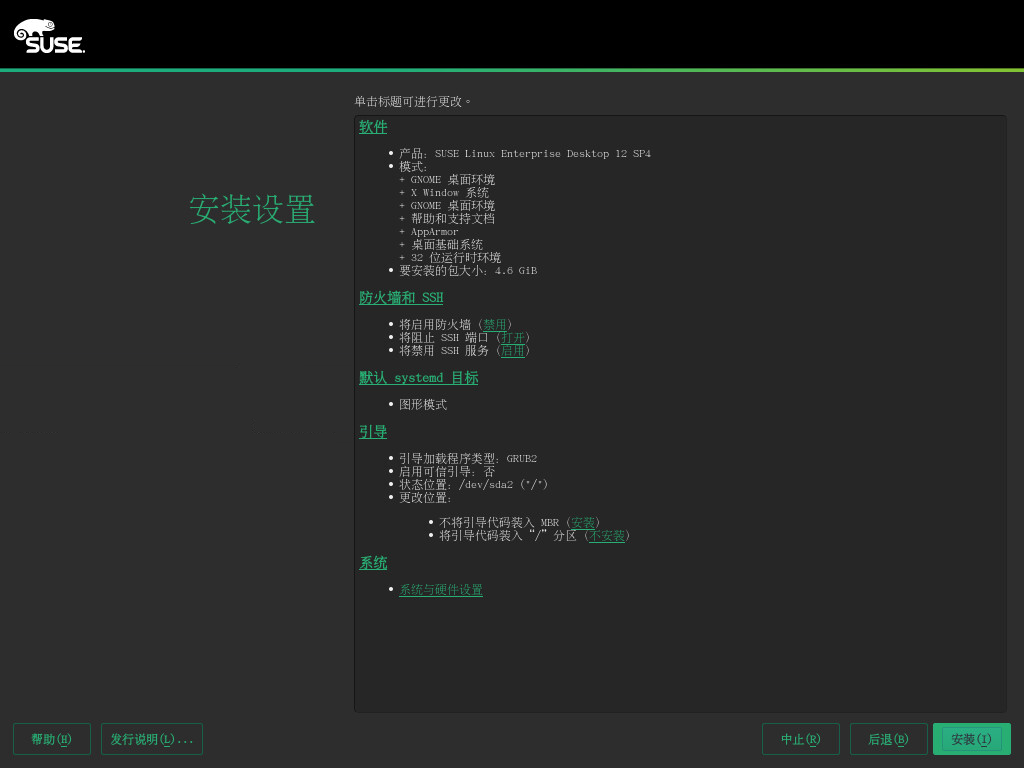 SUSE.
单击标题可进行更改。
安装设置
软件
• 产品: SUSE Linux Enterprise Desktop 12 SP4
• 模式:
+ GNOME 桌面环境
+ X Window 系统
+ GNOME 桌面环境
+ 帮助和支持文档
+ AppArmor
+ 桌面基础系统
+ 32 位运行时环境
• 要安装的包大小: 4.6 GiB
防火墙和 SSH
• 将启用防火墙 (禁用)
• 将阻止 SSH 端口 (打开)
• 将禁用 SSH 服务 (启用)
默认 systemd 目标
• 图形模式
引导
• 引导加载程序类型: GRUB2
• 启用可信引导: 否
• 状态位置: /dev/sda2 ("/")
• 更改位置:
• 不将引导代码装入 MBR (安装)
• 将引导代码装入 “/” 分区 (不安装)
系统
• 系统与硬件设置
帮助(H) 发行说明(L)... 中止(R) 后退(B) 安装(I)